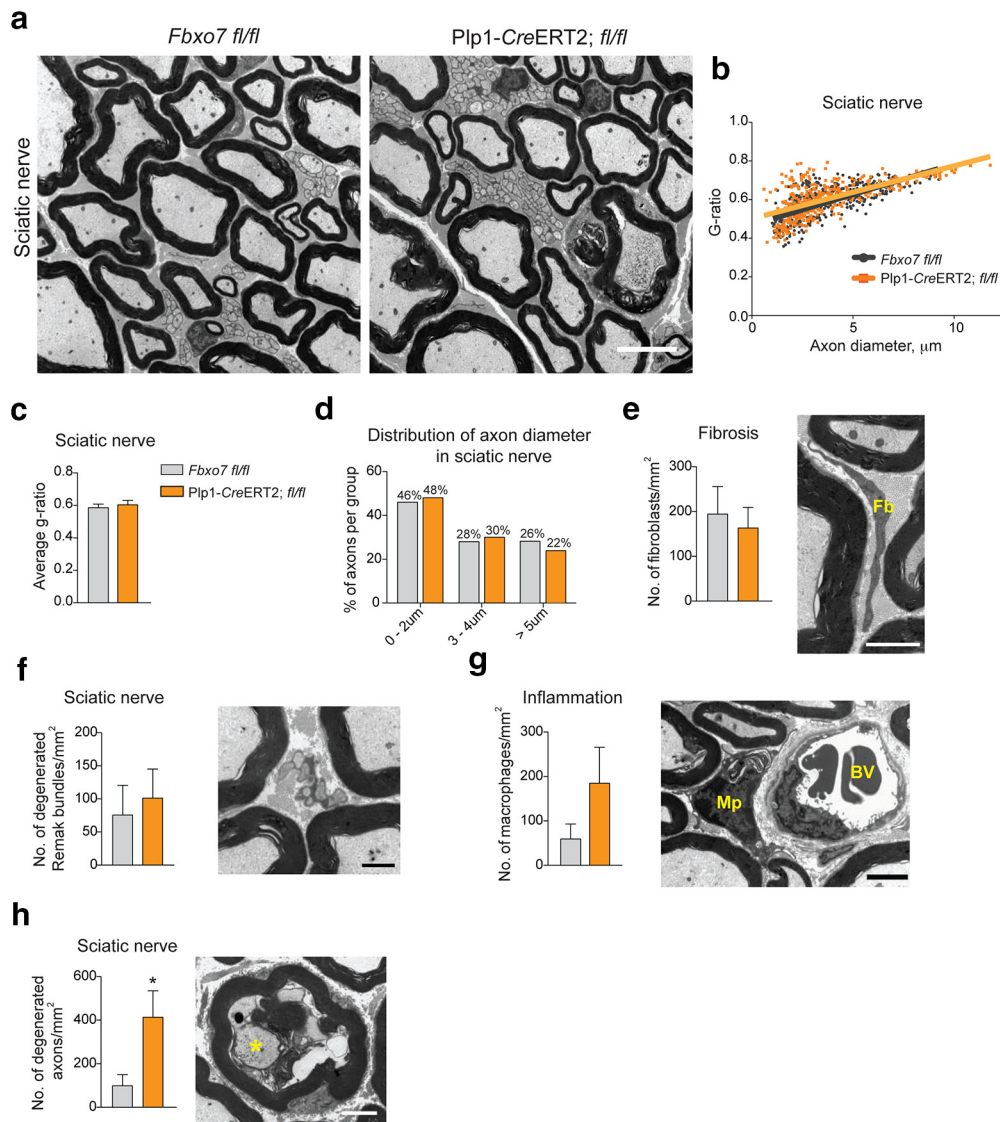 a
Fbxo7 fl/fl
Plp1-CreERT2; fl/fl
Sciatic nerve
b
Sciatic nerve
1.0
0.8
0.6
0.4
0.2
0.0
G-ratio
Fbxo7 fl/fl
Plp1-CreERT2; fl/fl
0
5
10
Axon diameter, μm
c
Sciatic nerve
0.8
0.6
0.4
0.2
0.0
Average g-ratio
Fbxo7 fl/fl
Plp1-CreERT2; fl/fl
d
Distribution of axon diameter
in sciatic nerve
60
40
20
0
% of axons per group
46%
48%
28%
30%
26%
22%
0 - 2um
3 - 4um
> 5um
e
Fibrosis
300
200
100
0
No. of fibroblasts/mm²
Fb
f
Sciatic nerve
200
150
100
50
0
No. of degenerated
Remak bundles/mm²
g
Inflammation
300
200
100
0
No. of macrophages/mm²
Mp
BV
h
Sciatic nerve
600
400
200
0
No. of degenerated
axons/mm²
*
*